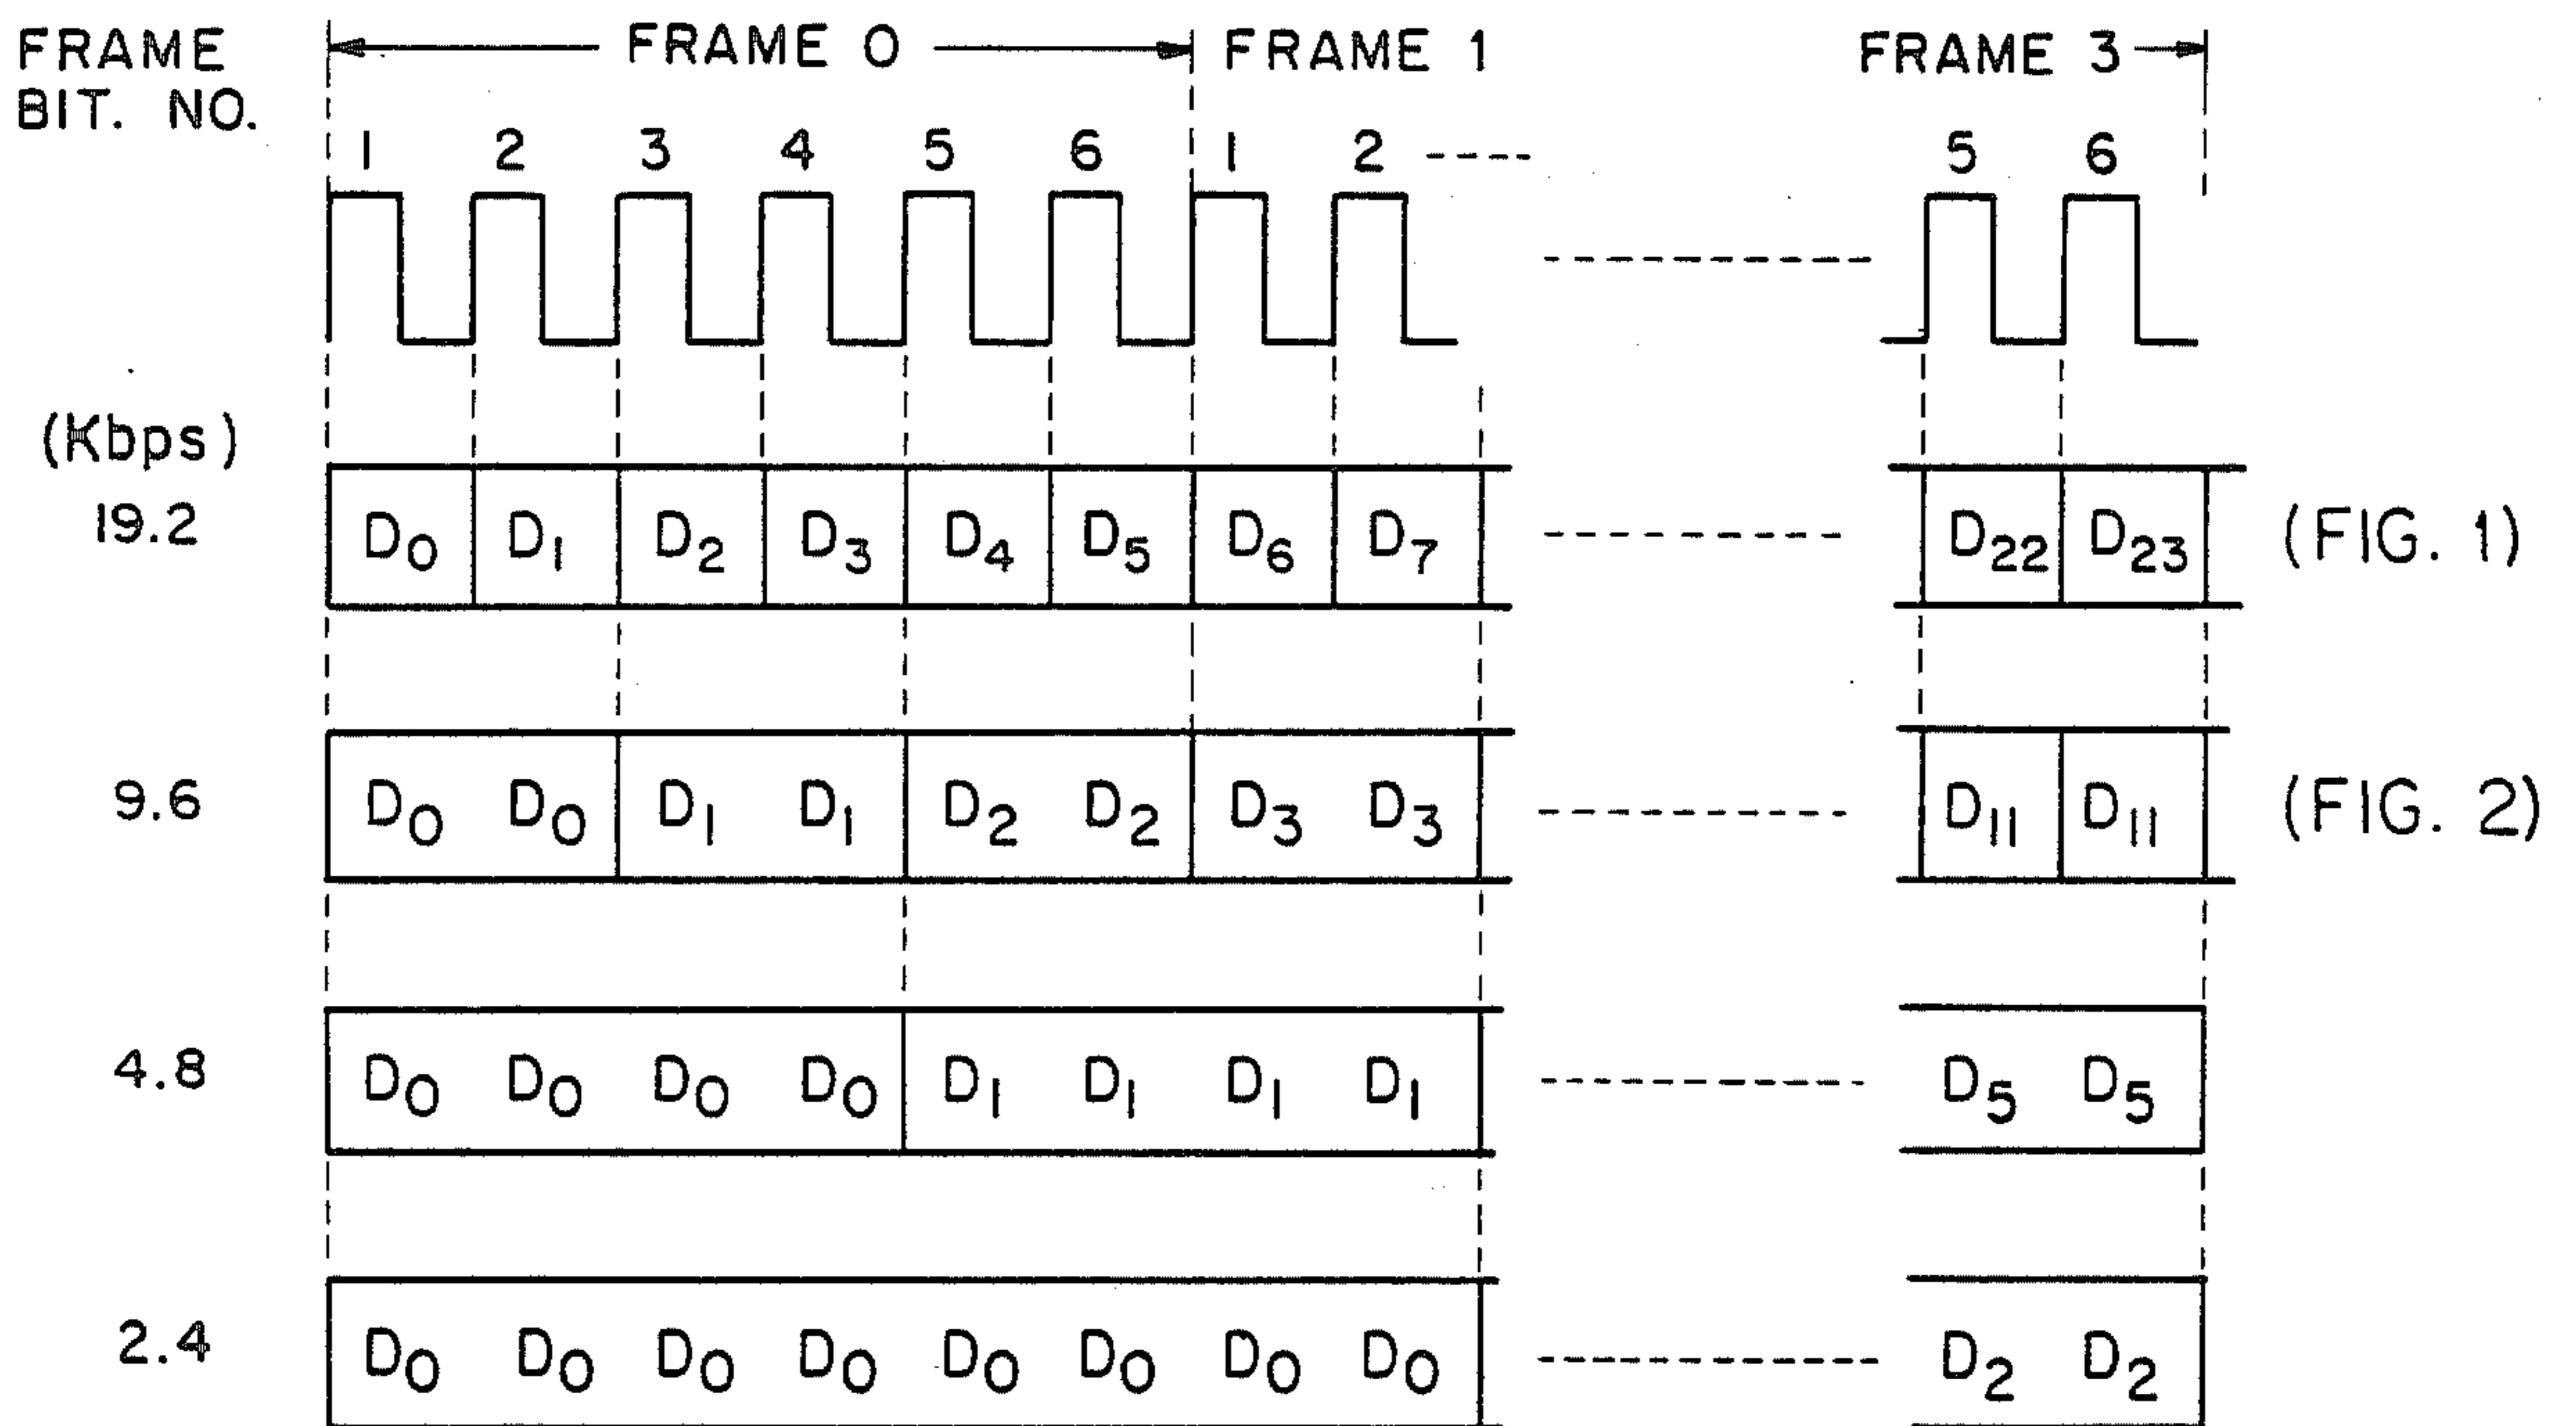 FRAME BIT. NO.
FRAME 0 FRAME 1 FRAME 3
1 2 3 4 5 6 1 2 5 6
(Kbps)
19.2 D0 D1 D2 D3 D4 D5 D6 D7 D22 D23 (FIG. 1)
9.6 D0 D0 D1 D1 D2 D2 D3 D3 D11 D11 (FIG. 2)
4.8 D0 D0 D0 D0 D1 D1 D1 D1 D5 D5
2.4 D0 D0 D0 D0 D0 D0 D0 D0 D2 D2